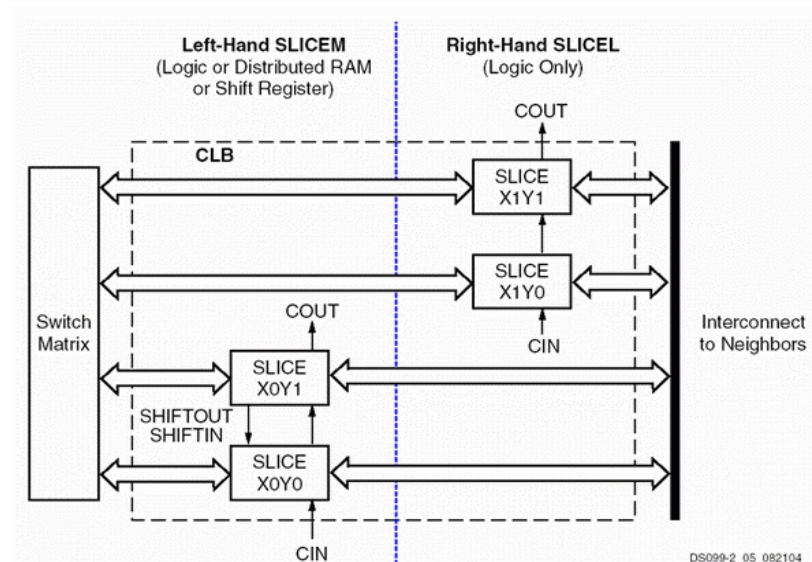 Left-Hand SLICEM
(Logic or Distributed RAM
or Shift Register)
Right-Hand SLICEL
(Logic Only)
COUT
CLB
SLICE
X1Y1
SLICE
X1Y0
COUT
CIN
Switch
Matrix
Interconnect
to Neighbors
SLICE
X0Y1
SHIFTOUT
SHIFTIN
SLICE
X0Y0
CIN
DS099-2_05_082104